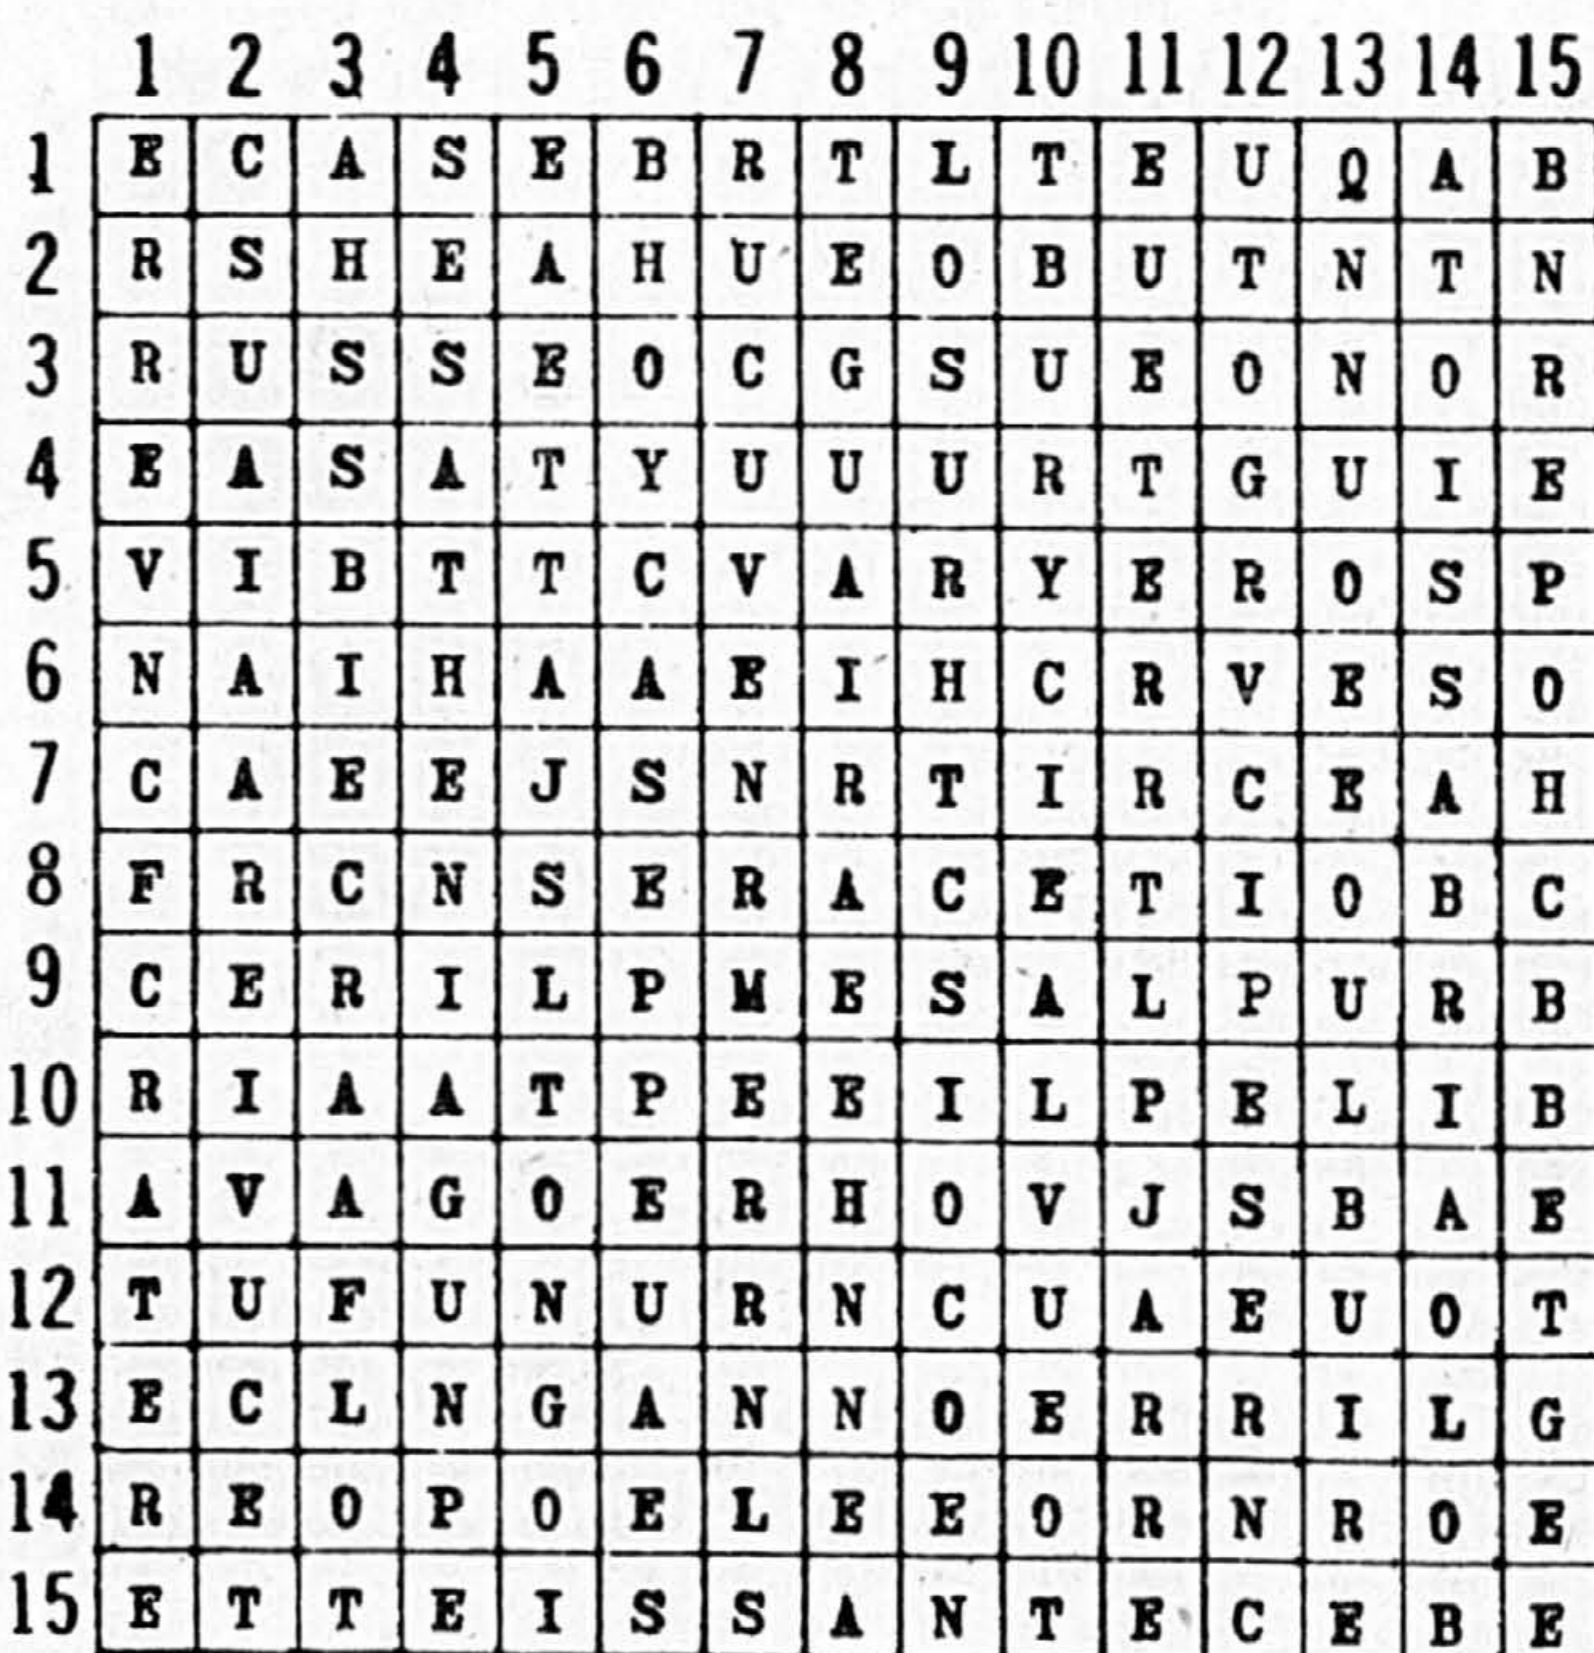 1 2 3 4 5 6 7 8 9 10 11 12 13 14 15
1 E C A S E B R T L T E U Q A B
2 R S H E A H U E O B U T N T N
3 R U S S E O C G S U E O N O R
4 E A S A T Y U U U R T G U I E
5 V I B T T C V A R Y E R O S P
6 N A I H A A E I H C R V E S O
7 C A E E J S N R T I R C E A H
8 F R C N S E R A C E T I O B C
9 C E R I L P M E S A L P U R B
10 R I A A T P E E I L P E L I B
11 A V A G O E R H O V J S B A E
12 T U F U N U R N C U A E U O T
13 E C L N G A N N O E R R I L G
14 R E O P O E L E E O R N R O E
15 E T T E I S S A N T E C E B E